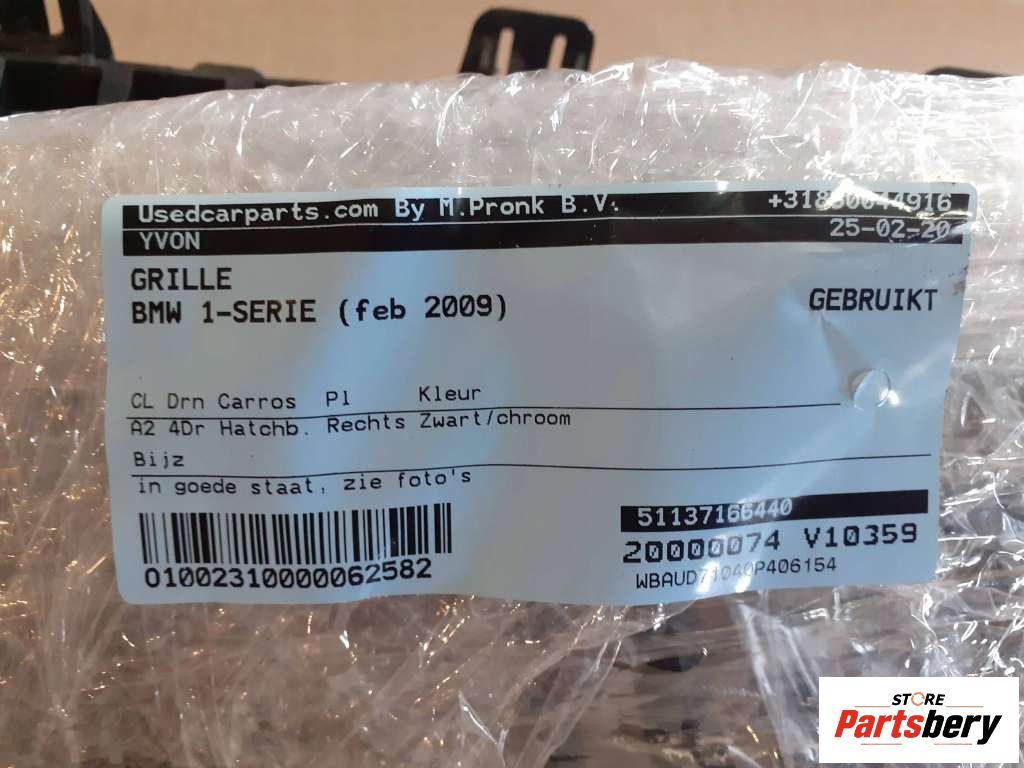 Usedcarparts.com By M.Pronk B.V. +31850044916
YVON 25-02-20
GRILLE
BMW 1-SERIE (feb 2009) GEBRUIKT
CL Drn Carros Pl Kleur
A2 4Dr Hatchb. Rechts Zwart/chroom
Bijz
in goede staat, zie foto's
51137166440
20000074 V10359
01002310000062582
WBAUD71040P406154
STORE
Partsbery